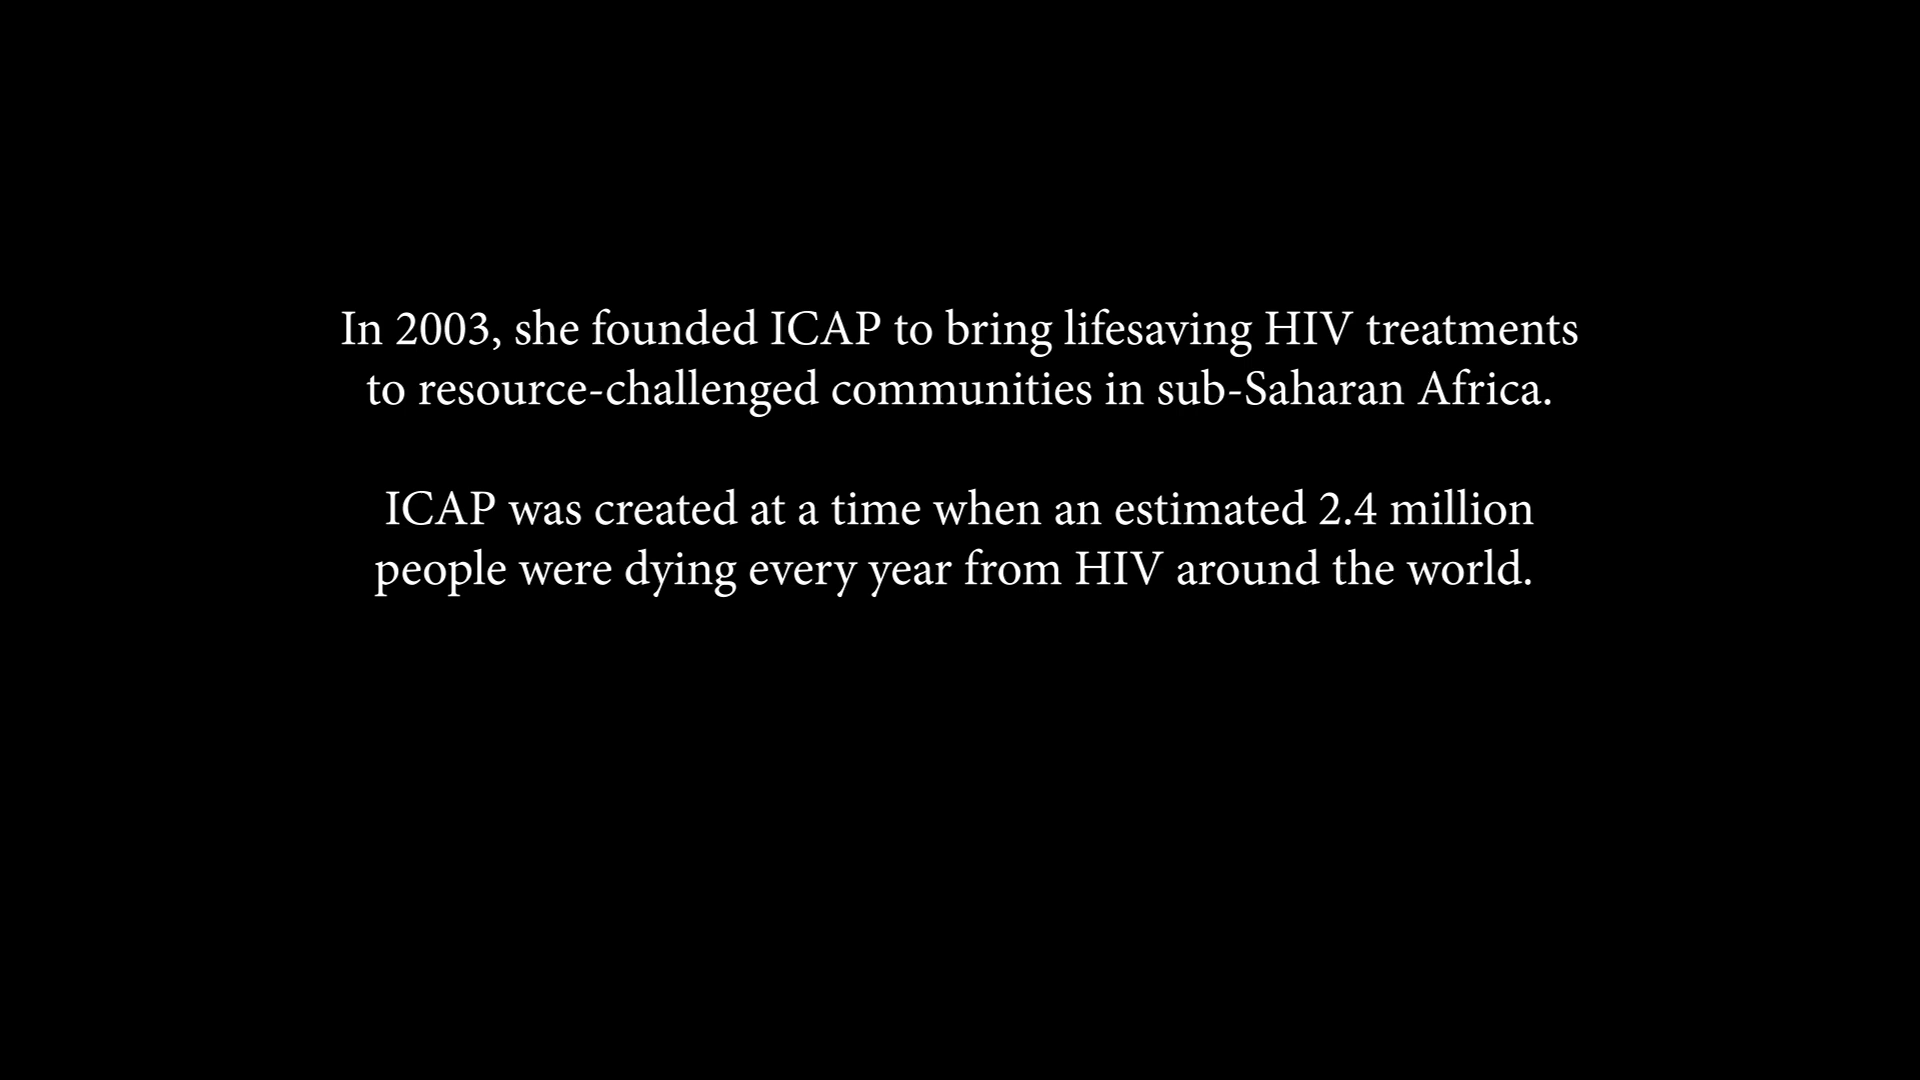 In 2003, she founded ICAP to bring lifesaving HIV treatments
to resource-challenged communities in sub-Saharan Africa.
ICAP was created at a time when an estimated 2.4 million
people were dying every year from HIV around the world.